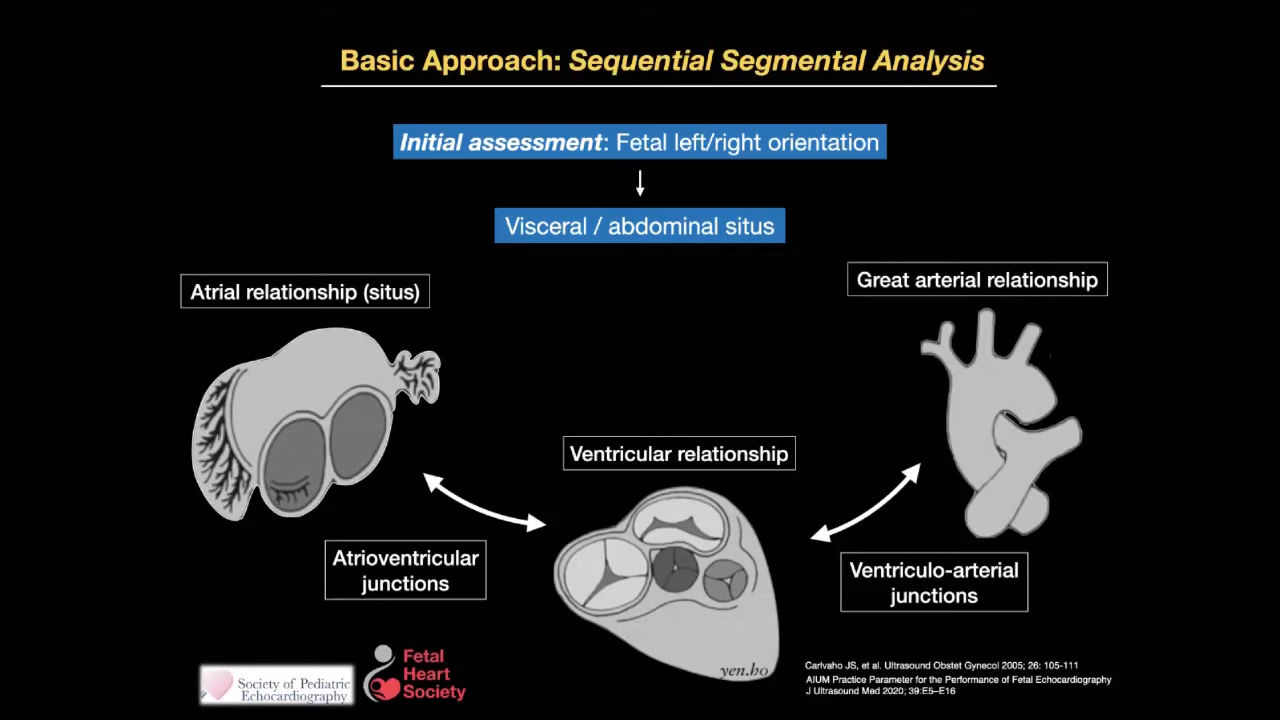 Basic Approach: Sequential Segmental Analysis
Initial assessment: Fetal left/right orientation
Visceral / abdominal situs
Atrial relationship (situs)
Great arterial relationship
Ventricular relationship
Atrioventricular
junctions
Ventriculo-arterial
junctions
yen.ho
Society of Pediatric
Echocardiography
Fetal
Heart
Society
Carlvaho JS, et al. Ultrasound Obstet Gynecol 2005; 26: 105-111
AIUM Practice Parameter for the Performance of Fetal Echocardiography
J Ultrasound Med 2020; 39:E5–E16